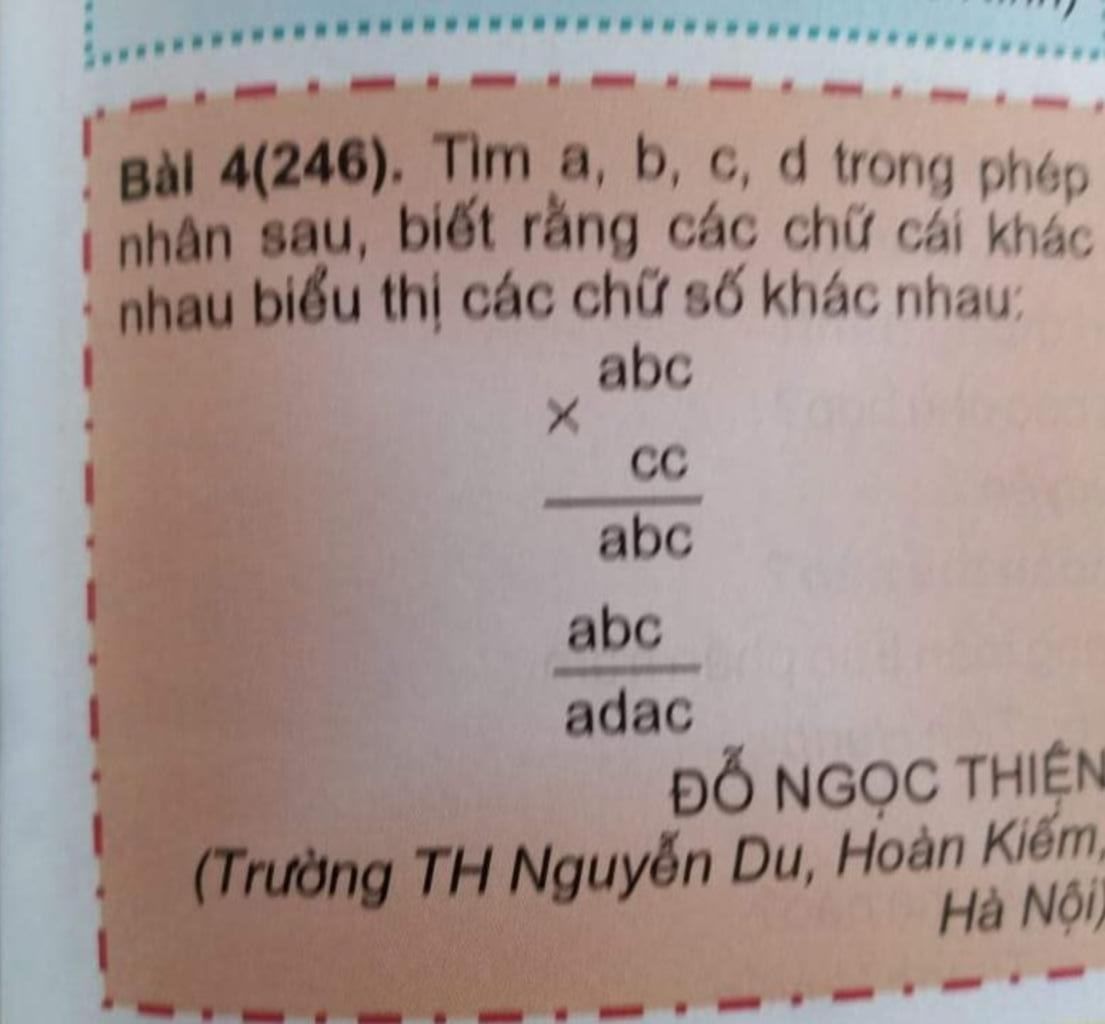 Bài 4(246). Tìm a, b, c, d trong phép
nhân sau, biết rằng các chữ cái khác
nhau biểu thị các chữ số khác nhau:
abc
×
cc
abc
abc
adac
ĐỖ NGỌC THIỆN
(Trường TH Nguyễn Du, Hoàn Kiếm,
Hà Nội)